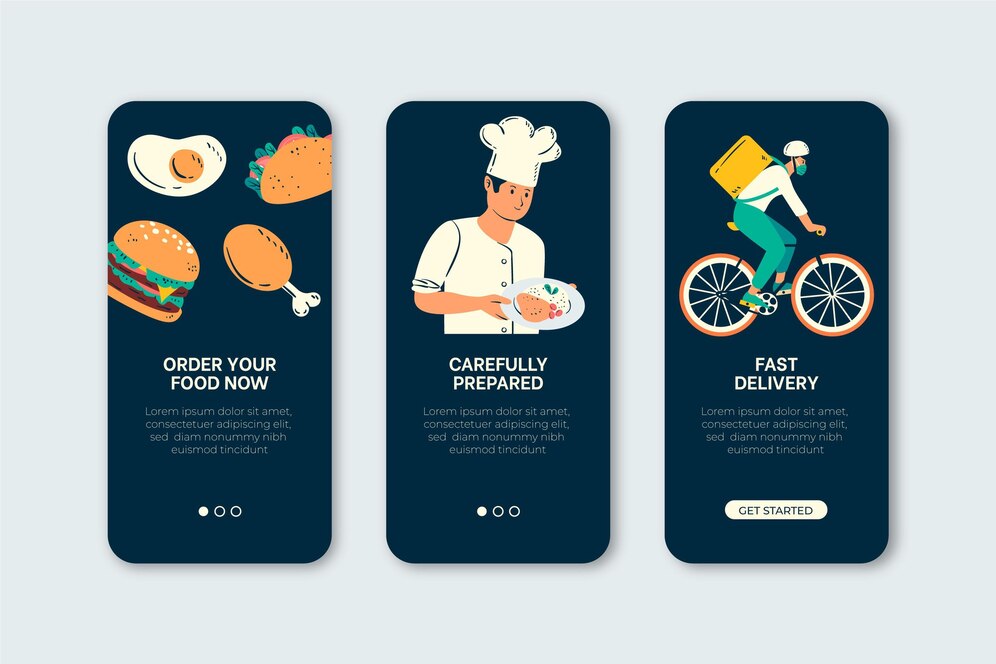 ORDER YOUR
FOOD NOW
Lorem ipsum dolor sit amet,
consectetuer adipiscing elit,
sed  diam nonummy nibh
euismod tincidunt
CAREFULLY
PREPARED
Lorem ipsum dolor sit amet,
consectetuer adipiscing elit,
sed  diam nonummy nibh
euismod tincidunt
FAST
DELIVERY
Lorem ipsum dolor sit amet,
consectetuer adipiscing elit,
sed  diam nonummy nibh
euismod tincidunt
GET STARTED